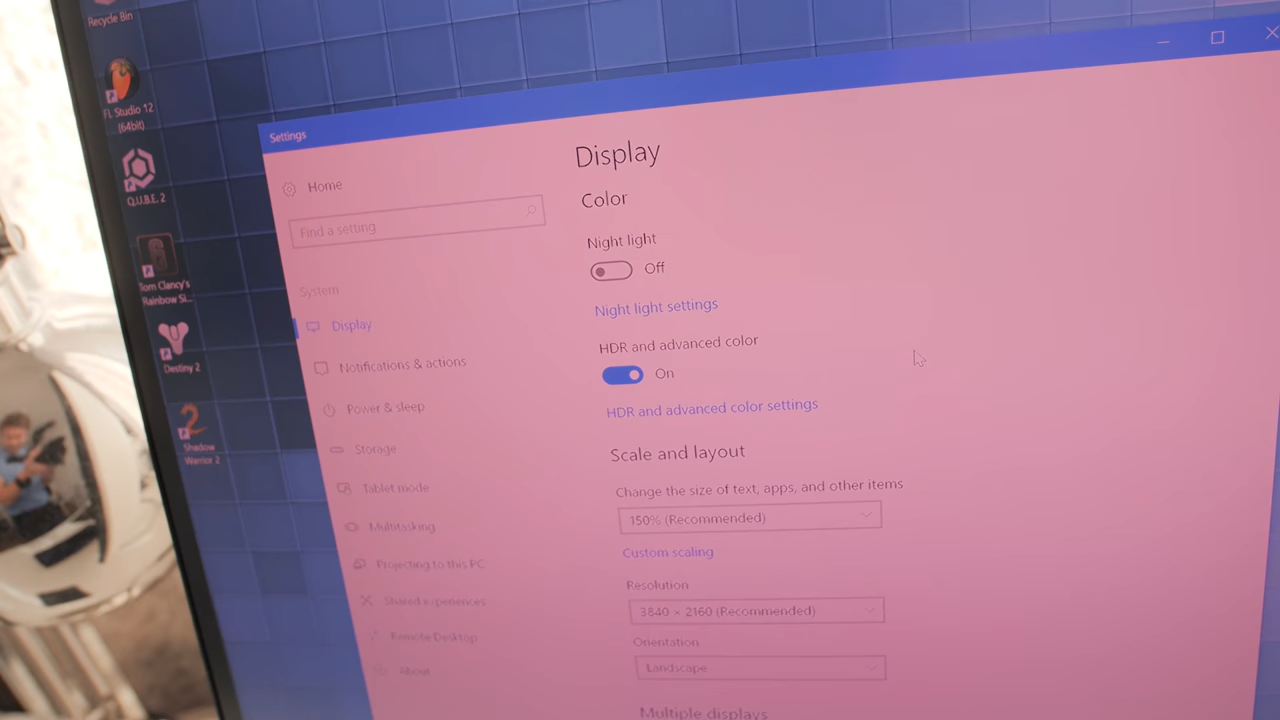 Recycle Bin
FL Studio 12
(64bit)
Q.U.B.E. 2
Tom Clancy's
Rainbow Si...
Destiny 2
Shadow
Warrior 2
Settings
Home
Find a setting
System
Display
Notifications & actions
Power & sleep
Storage
Tablet mode
Multitasking
Projecting to this PC
Shared experiences
Remote Desktop
About
Display
Color
Night light
Off
Night light settings
HDR and advanced color
On
HDR and advanced color settings
Scale and layout
Change the size of text, apps, and other items
150% (Recommended)
Custom scaling
Resolution
3840 × 2160 (Recommended)
Orientation
Landscape
Multiple displays